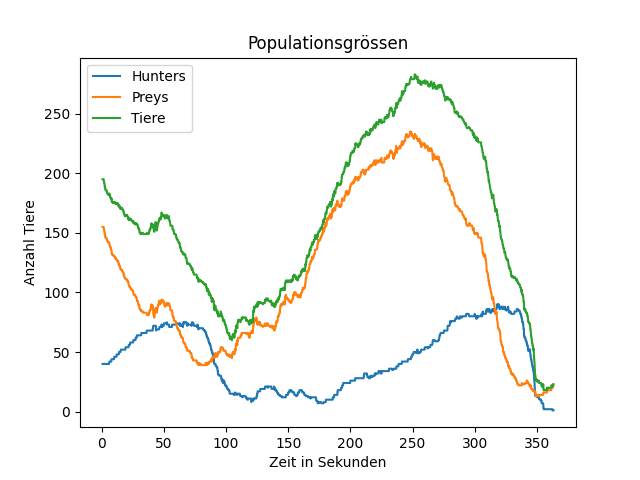 Populationsgrössen
Hunters
Preys
Tiere
Anzahl Tiere
250
200
150
100
50
0
0 50 100 150 200 250 300 350
Zeit in Sekunden